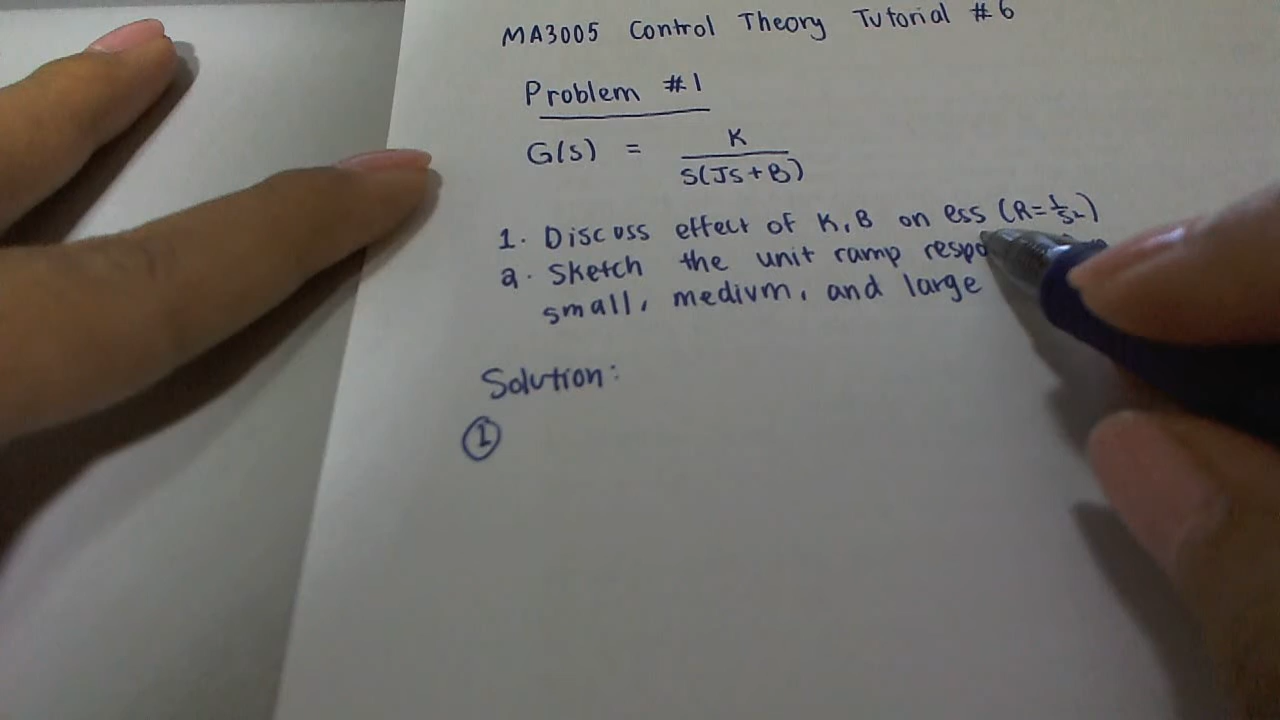 MA3005 Control Theory Tutorial #6
Problem #1
G(s) = K / s(Js+B)
1. Discuss effect of K, B on ess (R=1/s²)
2. Sketch the unit ramp respo
small, medium, and large
Solution:
①